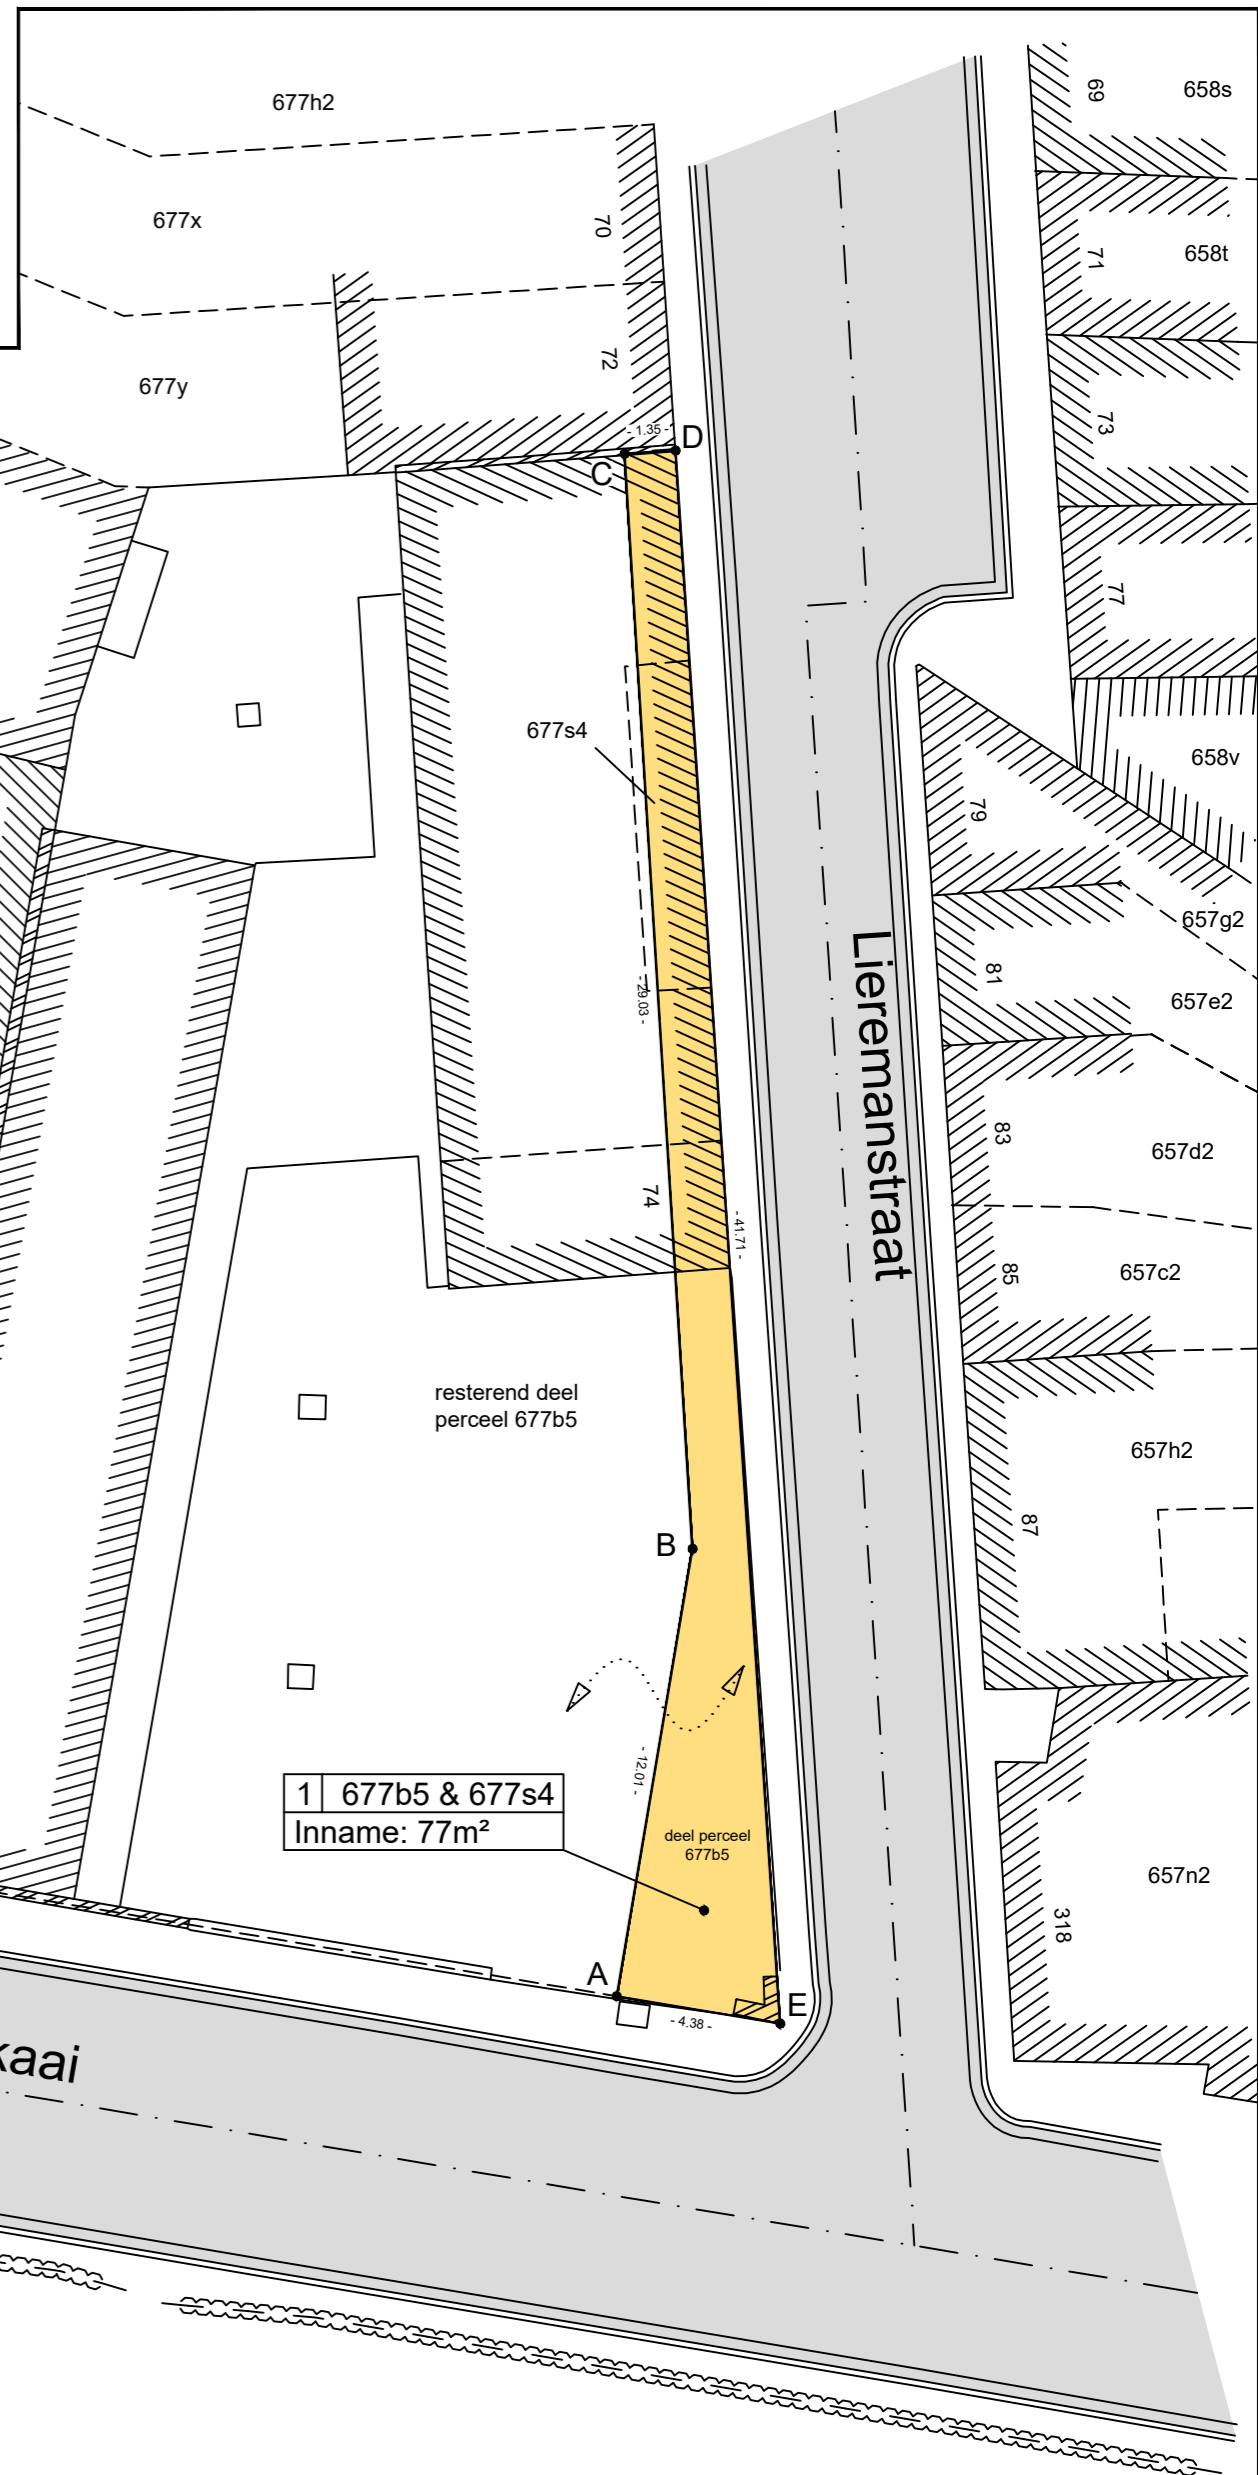 677h2
69
658s
677x
70
71
658t
72
677y
73
- 1.35 -
D
C
77
677s4
658v
79
657g2
81
657e2
- 29.03 -
Lieremanstraat
83
657d2
74
- 41.71 -
85
657c2
resterend deel
perceel 677b5
657h2
87
B
- 12.01 -
1 677b5 & 677s4
Inname: 77m²
deel perceel
677b5
657n2
318
A
E
- 4.38 -
kaai